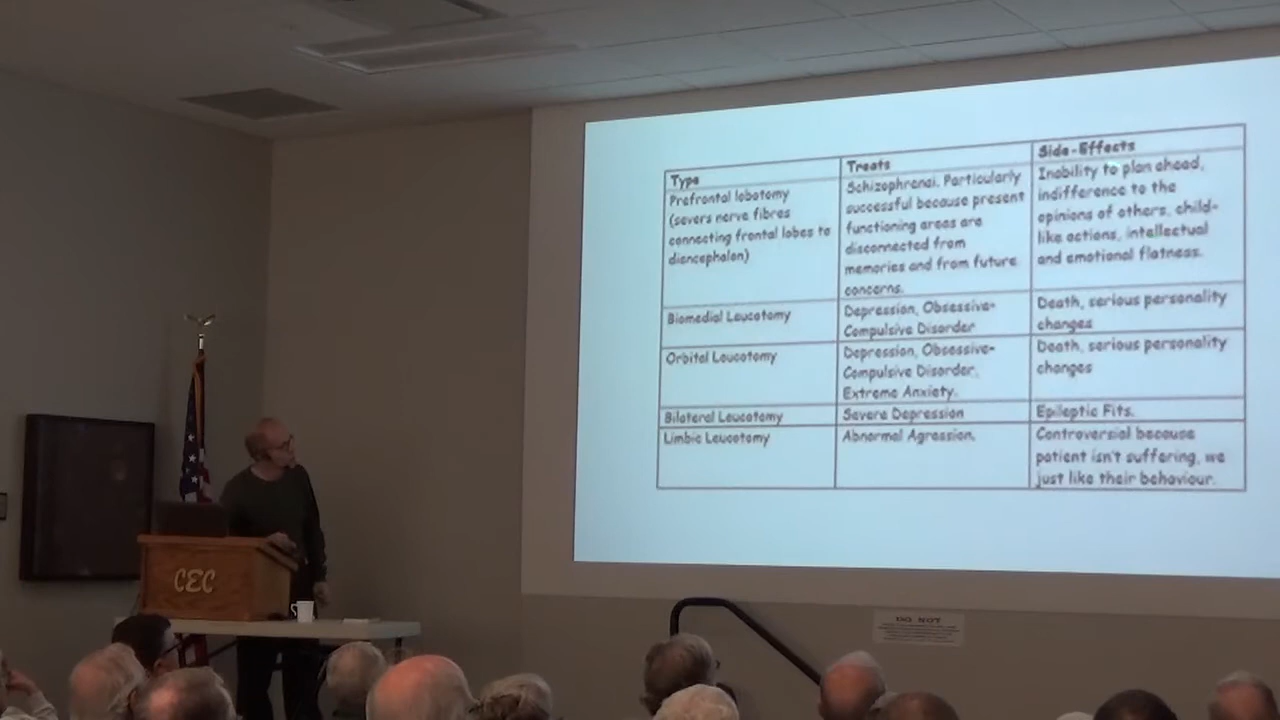 Type
Treats
Side-Effects
Prefrontal lobotomy
(severs nerve fibres
connecting frontal lobes to
diencephalon)
Schizophrenai. Particularly
successful because present
functioning areas are
disconnected from
memories and from future
concerns.
Inability to plan ahead,
indifference to the
opinions of others, child-
like actions, intellectual
and emotional flatness.
Biomedial Leucotomy
Depression, Obsessive-
Compulsive Disorder
Death, serious personality
changes
Orbital Leucotomy
Depression, Obsessive-
Compulsive Disorder,
Extreme Anxiety.
Death, serious personality
changes
Bilateral Leucotomy
Severe Depression
Epileptic Fits.
Limbic Leucotomy
Abnormal Agression.
Controversial because
patient isn't suffering, we
just like their behaviour.
CEC
DO NOT